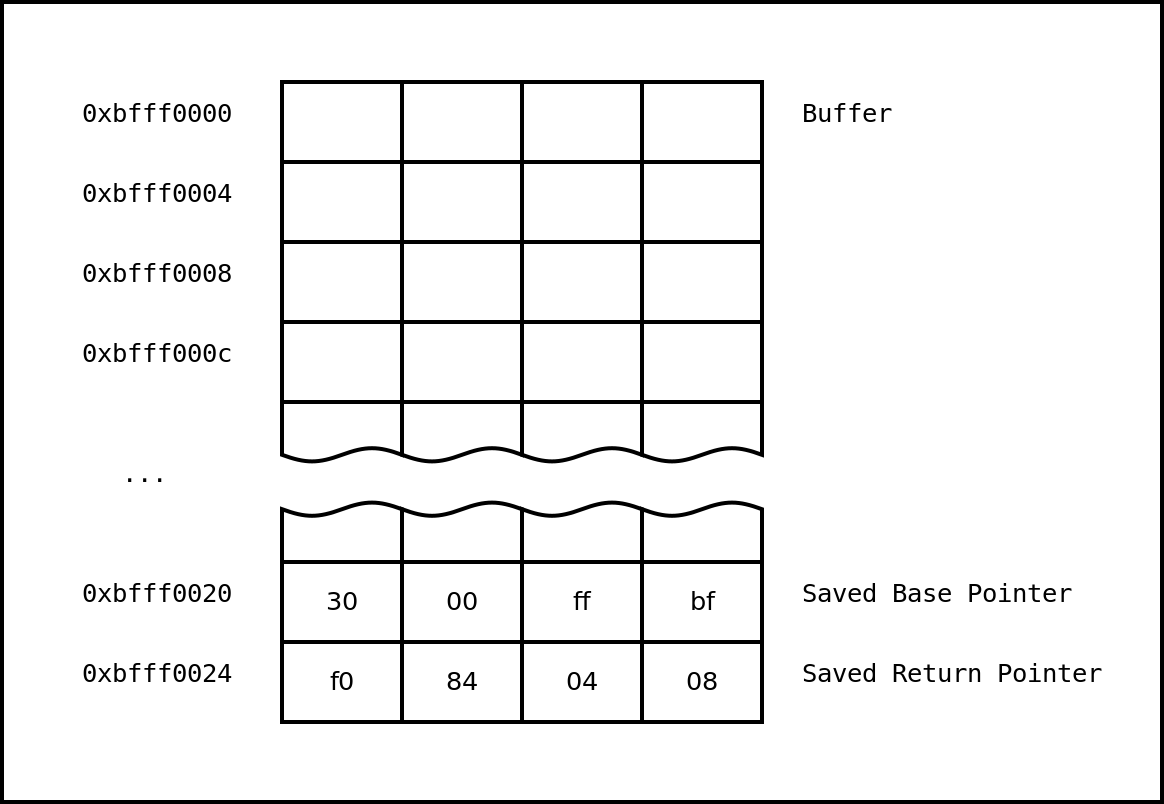 0xbfff0000 Buffer
0xbfff0004
0xbfff0008
0xbfff000c
...
0xbfff0020 30 00 ff bf Saved Base Pointer
0xbfff0024 f0 84 04 08 Saved Return Pointer